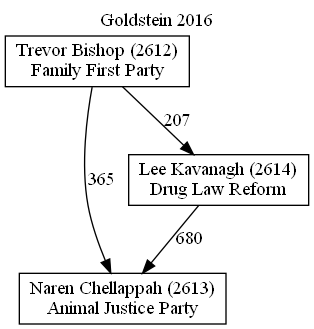 Goldstein 2016
Trevor Bishop (2612)
Family First Party
207
Lee Kavanagh (2614)
Drug Law Reform
365
680
Naren Chellappah (2613)
Animal Justice Party